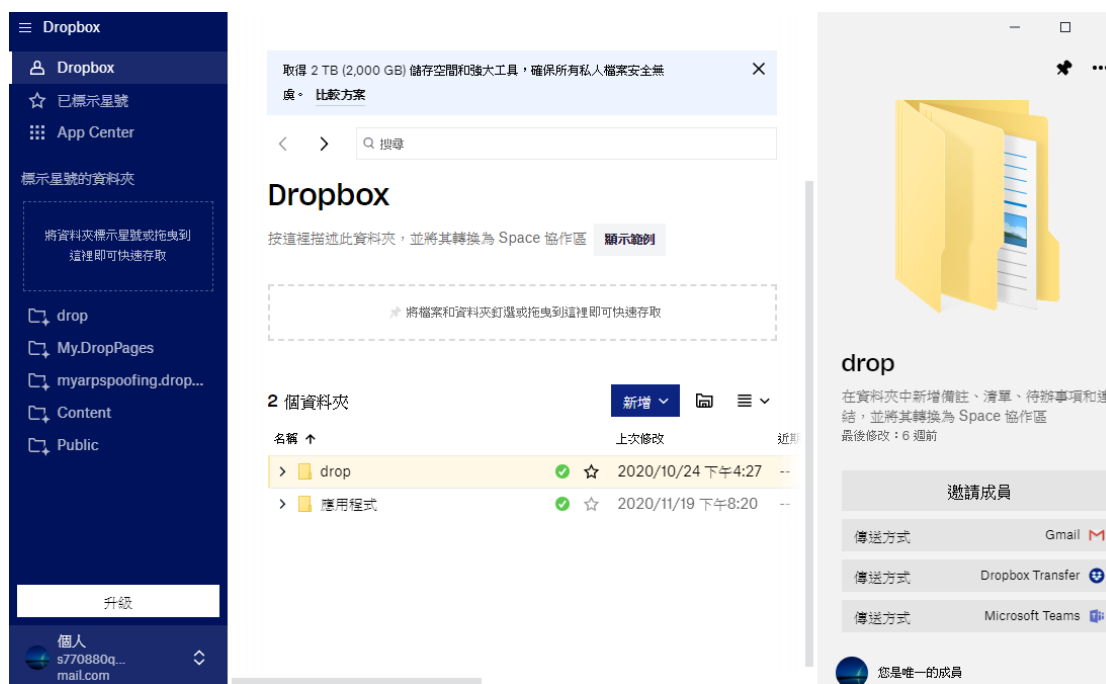 Dropbox
Dropbox
已標示星號
App Center
標示星號的資料夾
將資料夾標示星號或拖曳到
這裡即可快速存取
drop
My.DropPages
myarpspoofing.drop...
Content
Public
升級
個人
s770880q...
mail.com
取得 2 TB (2,000 GB) 儲存空間和強大工具，確保所有私人檔案安全無
虞。 比較方案
搜尋
Dropbox
按這裡描述此資料夾，並將其轉換為 Space 協作區 顯示範例
將檔案和資料夾釘選或拖曳到這裡即可快速存取
2 個資料夾 新增
名稱 上次修改 近期
drop 2020/10/24 下午4:27 --
應用程式 2020/11/19 下午8:20 --
drop
在資料夾中新增備註、清單、待辦事項和連
結，並將其轉換為 Space 協作區
最後修改：6 週前
邀請成員
傳送方式 Gmail
傳送方式 Dropbox Transfer
傳送方式 Microsoft Teams
您是唯一的成員